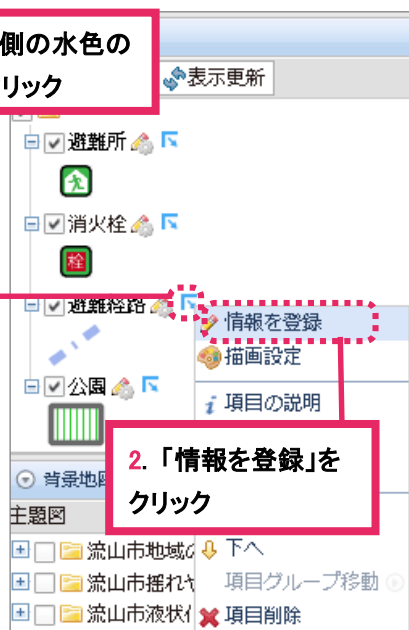 側の水色の
リック
表示更新
避難所
消火栓
栓
避難経路
情報を登録
描画設定
公園
項目の説明
2. 「情報を登録」を
クリック
背景地
主題図
流山市地域
下へ
流山市揺れや
項目グループ移動
流山市液状
項目削除